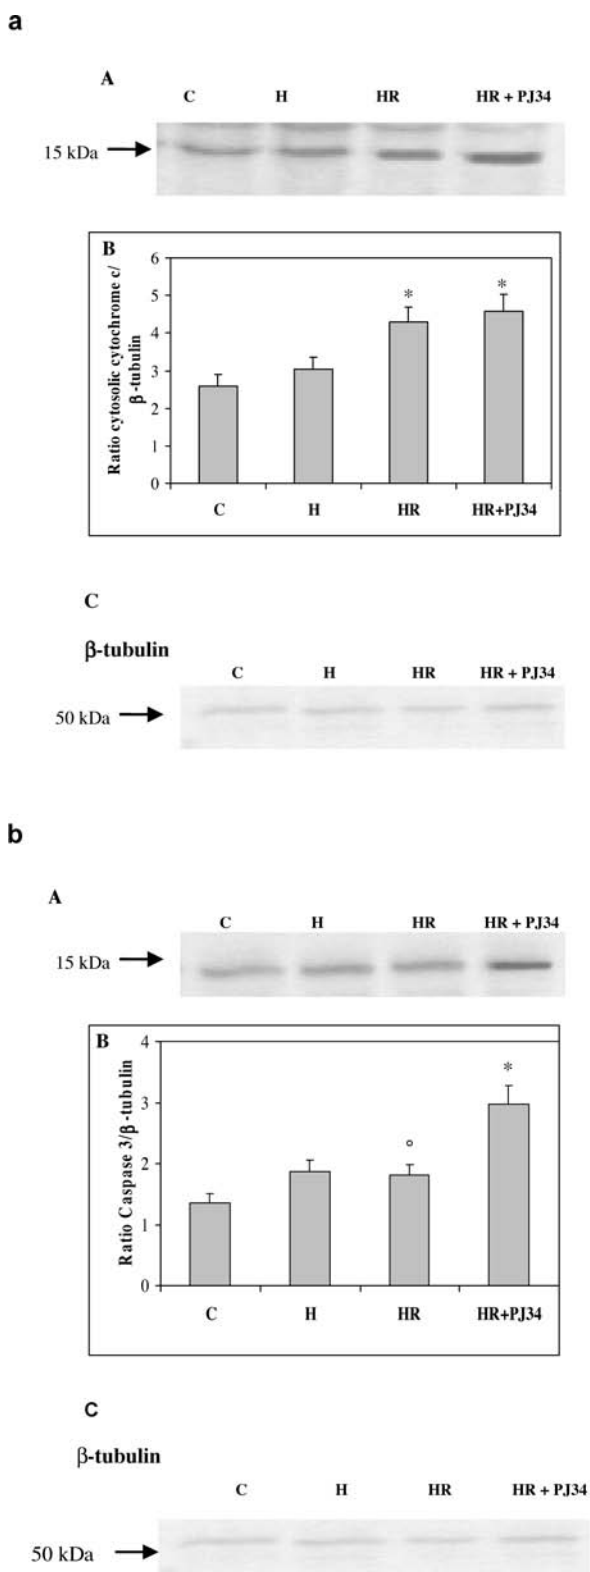 a
A
C H HR HR + PJ34
15 kDa
B
Ratio cytosolic cytochrome c/
β-tubulin
6
5
4
3
2
1
0
*
*
C H HR HR+PJ34
C
β-tubulin
C H HR HR + PJ34
50 kDa
b
A
C H HR HR + PJ34
15 kDa
B
Ratio Caspase 3/β-tubulin
4
3
2
1
0
°
*
C H HR HR+PJ34
C
β-tubulin
C H HR HR + PJ34
50 kDa